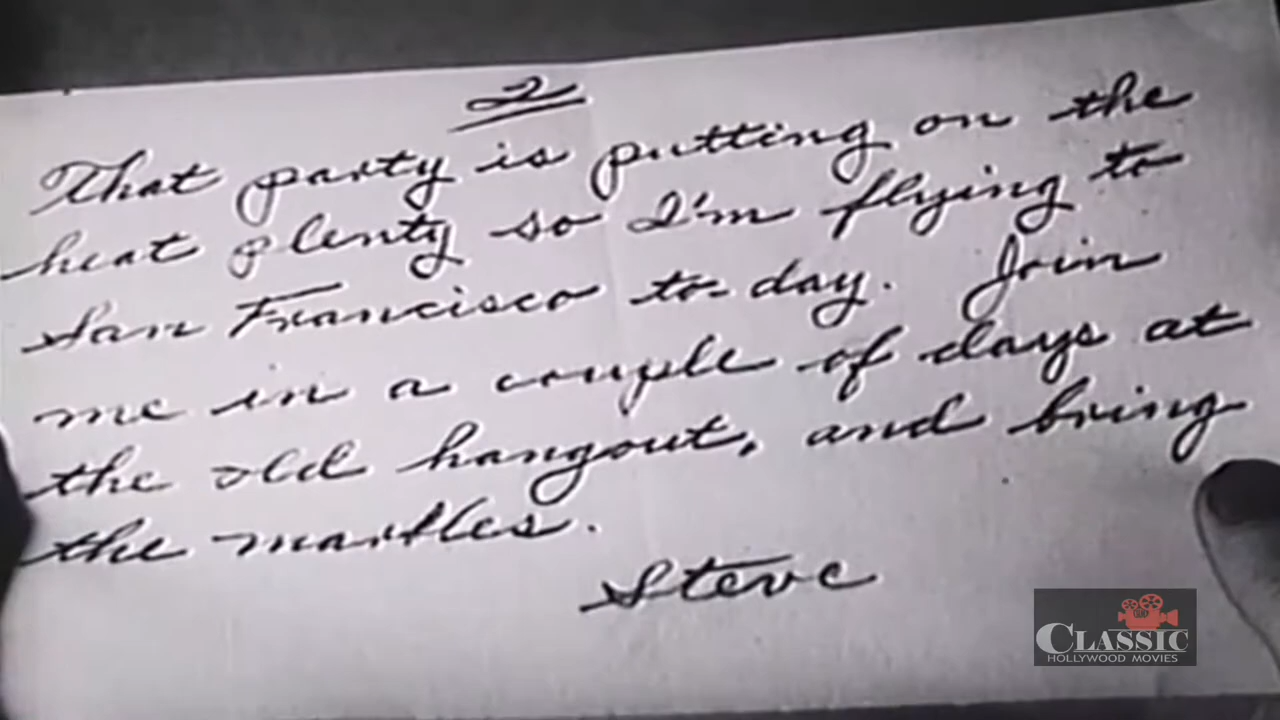 2
That party is putting on the
heat plenty so I'm flying to
San Francisco to-day. Join
me in a couple of days at
the old hangout, and bring
the marbles.
Steve
CLASSIC
HOLLYWOOD MOVIES